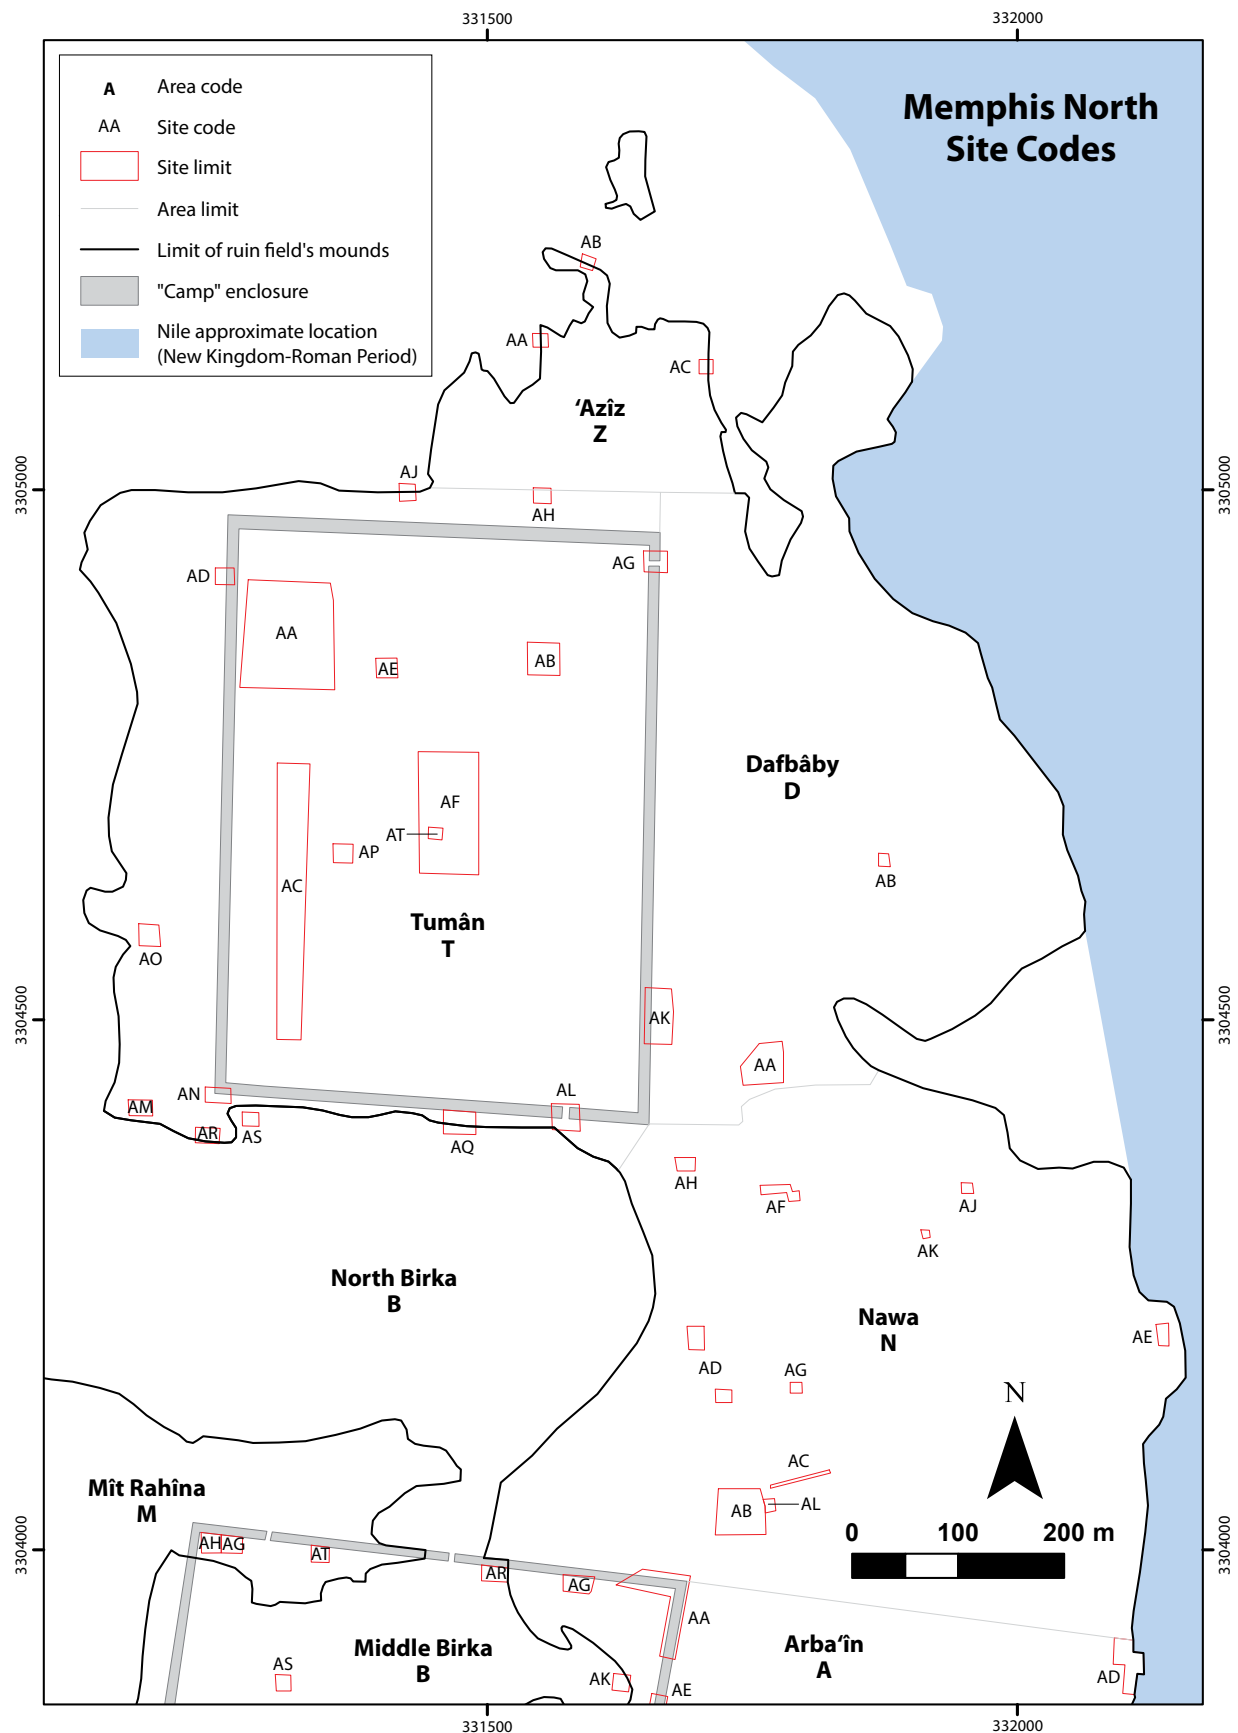 331500
332000
A
Area code
AA
Site code
Site limit
Area limit
Limit of ruin field's mounds
"Camp" enclosure
Nile approximate location
(New Kingdom-Roman Period)
Memphis North
Site Codes
AB
AA
AC
‘Azîz
Z
AJ
AH
3305000
3305000
AG
AD
AA
AE
AB
Dafbâby
D
AF
AT
AP
AC
AB
Tumân
T
AO
AK
3304500
3304500
AA
AN
AL
AM
AR
AS
AQ
AH
AF
AJ
AK
North Birka
B
Nawa
N
AE
AD
AG
N
AC
Mît Rahîna
M
AB
AL
0
100
200 m
3304000
3304000
AH
AG
AT
AR
AG
AA
Middle Birka
B
Arba‘în
A
AS
AK
AE
AD
331500
332000